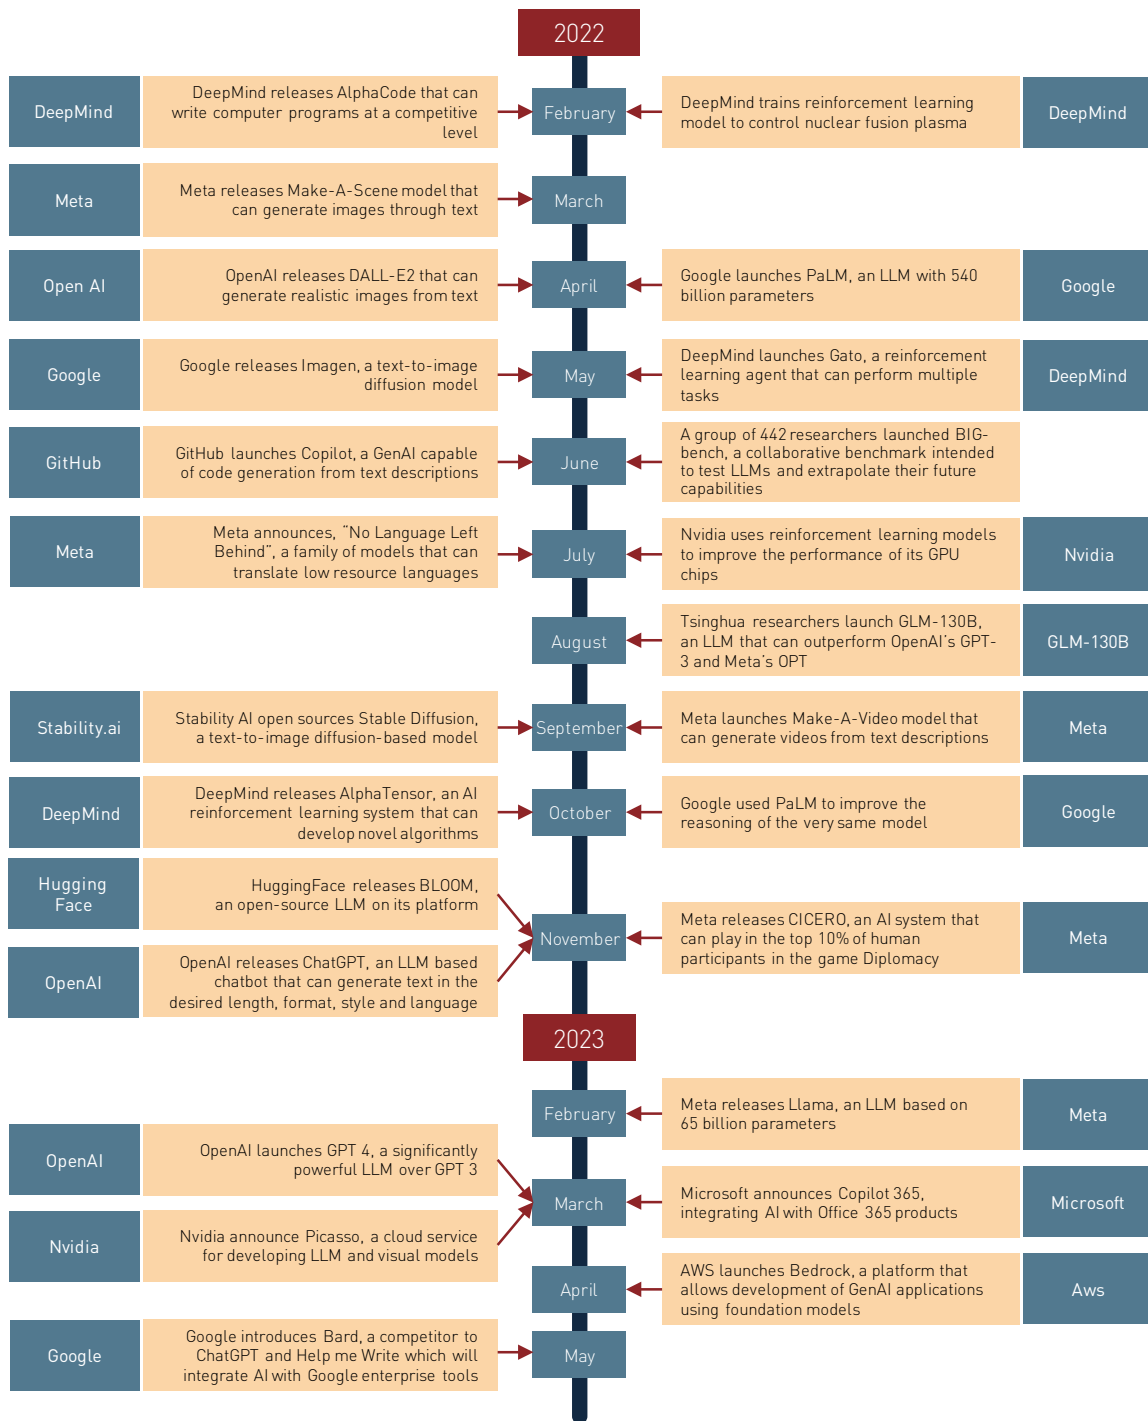 2022
DeepMind
DeepMind releases AlphaCode that can
write computer programs at a competitive
level
February
DeepMind trains reinforcement learning
model to control nuclear fusion plasma
DeepMind
Meta
Meta releases Make-A-Scene model that
can generate images through text
March
Open AI
OpenAI releases DALL-E2 that can
generate realistic images from text
April
Google launches PaLM, an LLM with 540
billion parameters
Google
Google
Google releases Imagen, a text-to-image
diffusion model
May
DeepMind launches Gato, a reinforcement
learning agent that can perform multiple
tasks
DeepMind
GitHub
GitHub launches Copilot, a GenAI capable
of code generation from text descriptions
June
A group of 442 researchers launched BIG-
bench, a collaborative benchmark intended
to test LLMs and extrapolate their future
capabilities
Meta
Meta announces, “No Language Left
Behind”, a family of models that can
translate low resource languages
July
Nvidia uses reinforcement learning models
to improve the performance of its GPU
chips
Nvidia
August
Tsinghua researchers launch GLM-130B,
an LLM that can outperform OpenAI's GPT-
3 and Meta's OPT
GLM-130B
Stability.ai
Stability AI open sources Stable Diffusion,
a text-to-image diffusion-based model
September
Meta launches Make-A-Video model that
can generate videos from text descriptions
Meta
DeepMind
DeepMind releases AlphaTensor, an AI
reinforcement learning system that can
develop novel algorithms
October
Google used PaLM to improve the
reasoning of the very same model
Google
Hugging
Face
HuggingFace releases BLOOM,
an open-source LLM on its platform
OpenAI
OpenAI releases ChatGPT, an LLM based
chatbot that can generate text in the
desired length, format, style and language
November
Meta releases CICERO, an AI system that
can play in the top 10% of human
participants in the game Diplomacy
Meta
2023
February
Meta releases Llama, an LLM based on
65 billion parameters
Meta
OpenAI
OpenAI launches GPT 4, a significantly
powerful LLM over GPT 3
Nvidia
Nvidia announce Picasso, a cloud service
for developing LLM and visual models
March
Microsoft announces Copilot 365,
integrating AI with Office 365 products
Microsoft
April
AWS launches Bedrock, a platform that
allows development of GenAI applications
using foundation models
Aws
Google
Google introduces Bard, a competitor to
ChatGPT and Help me Write which will
integrate AI with Google enterprise tools
May